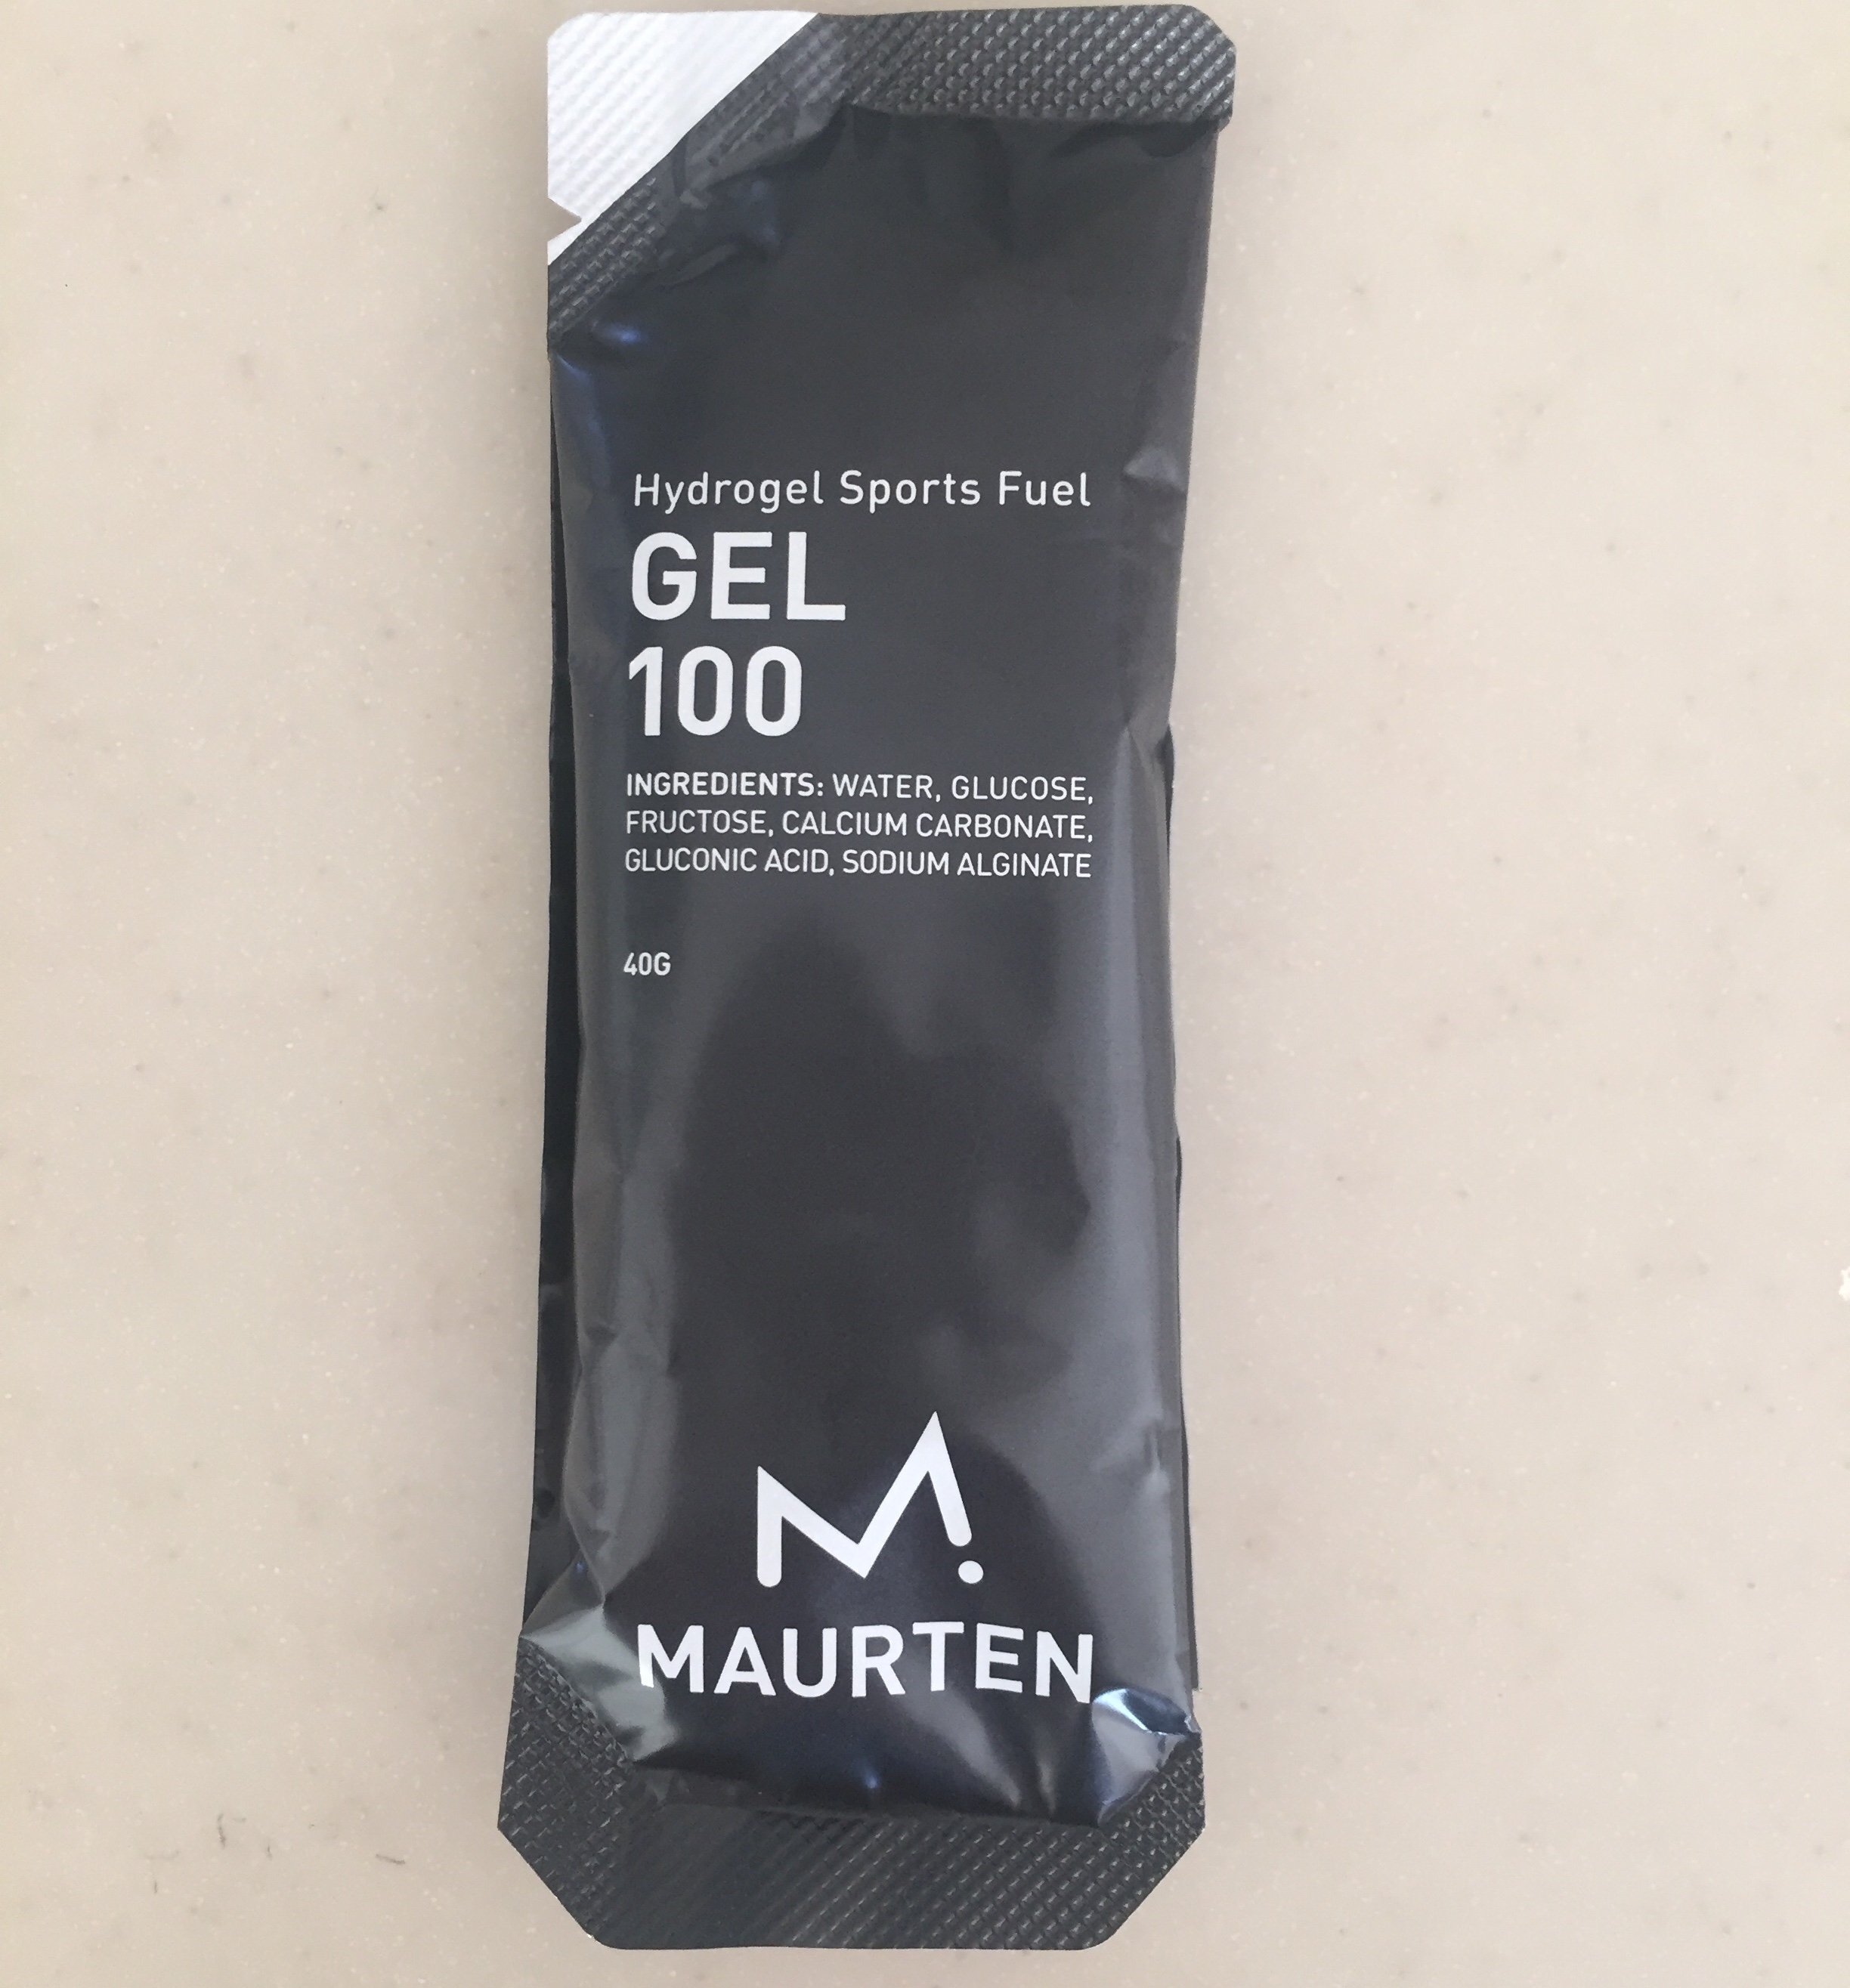 Hydrogel Sports Fuel
GEL
100
INGREDIENTS: WATER, GLUCOSE,
FRUCTOSE, CALCIUM CARBONATE,
GLUCONIC ACID, SODIUM ALGINATE
40G
MAURTEN